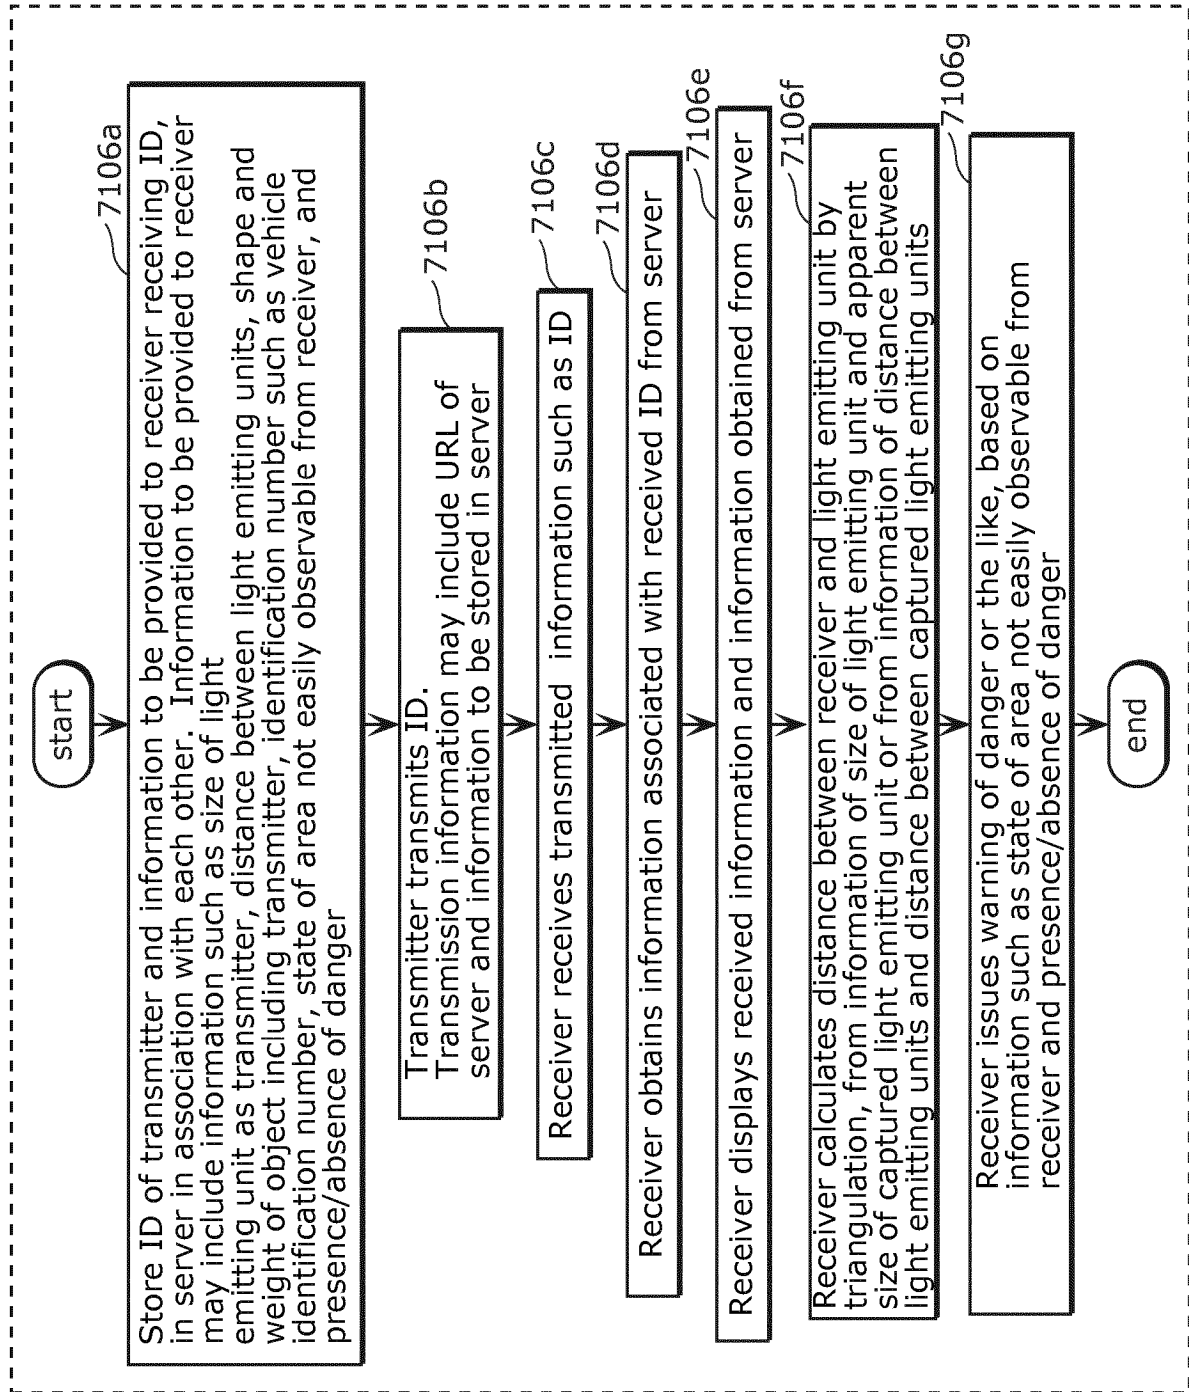 start
7106a
Store ID of transmitter and information to be provided to receiver receiving ID,
in server in association with each other. Information to be provided to receiver
may include information such as size of light
emitting unit as transmitter, distance between light emitting units, shape and
weight of object including transmitter, identification number such as vehicle
identification number, state of area not easily observable from receiver, and
presence/absence of danger
7106b
Transmitter transmits ID.
Transmission information may include URL of
server and information to be stored in server
7106c
Receiver receives transmitted information such as ID
7106d
Receiver obtains information associated with received ID from server
7106e
Receiver displays received information and information obtained from server
7106f
Receiver calculates distance between receiver and light emitting unit by
triangulation, from information of size of light emitting unit and apparent
size of captured light emitting unit or from information of distance between
light emitting units and distance between captured light emitting units
7106g
Receiver issues warning of danger or the like, based on
information such as state of area not easily observable from
receiver and presence/absence of danger
end